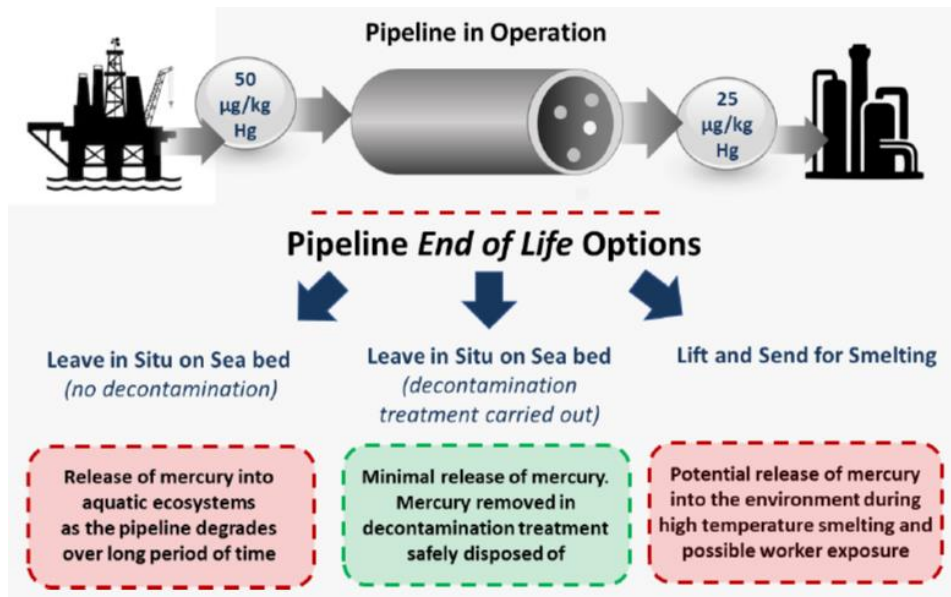 Pipeline in Operation
50
µg/kg
Hg
25
µg/kg
Hg
Pipeline End of Life Options
Leave in Situ on Sea bed
(no decontamination)
Leave in Situ on Sea bed
(decontamination
treatment carried out)
Lift and Send for Smelting
Release of mercury into
aquatic ecosystems
as the pipeline degrades
over long period of time
Minimal release of mercury.
Mercury removed in
decontamination treatment
safely disposed of
Potential release of mercury
into the environment during
high temperature smelting and
possible worker exposure